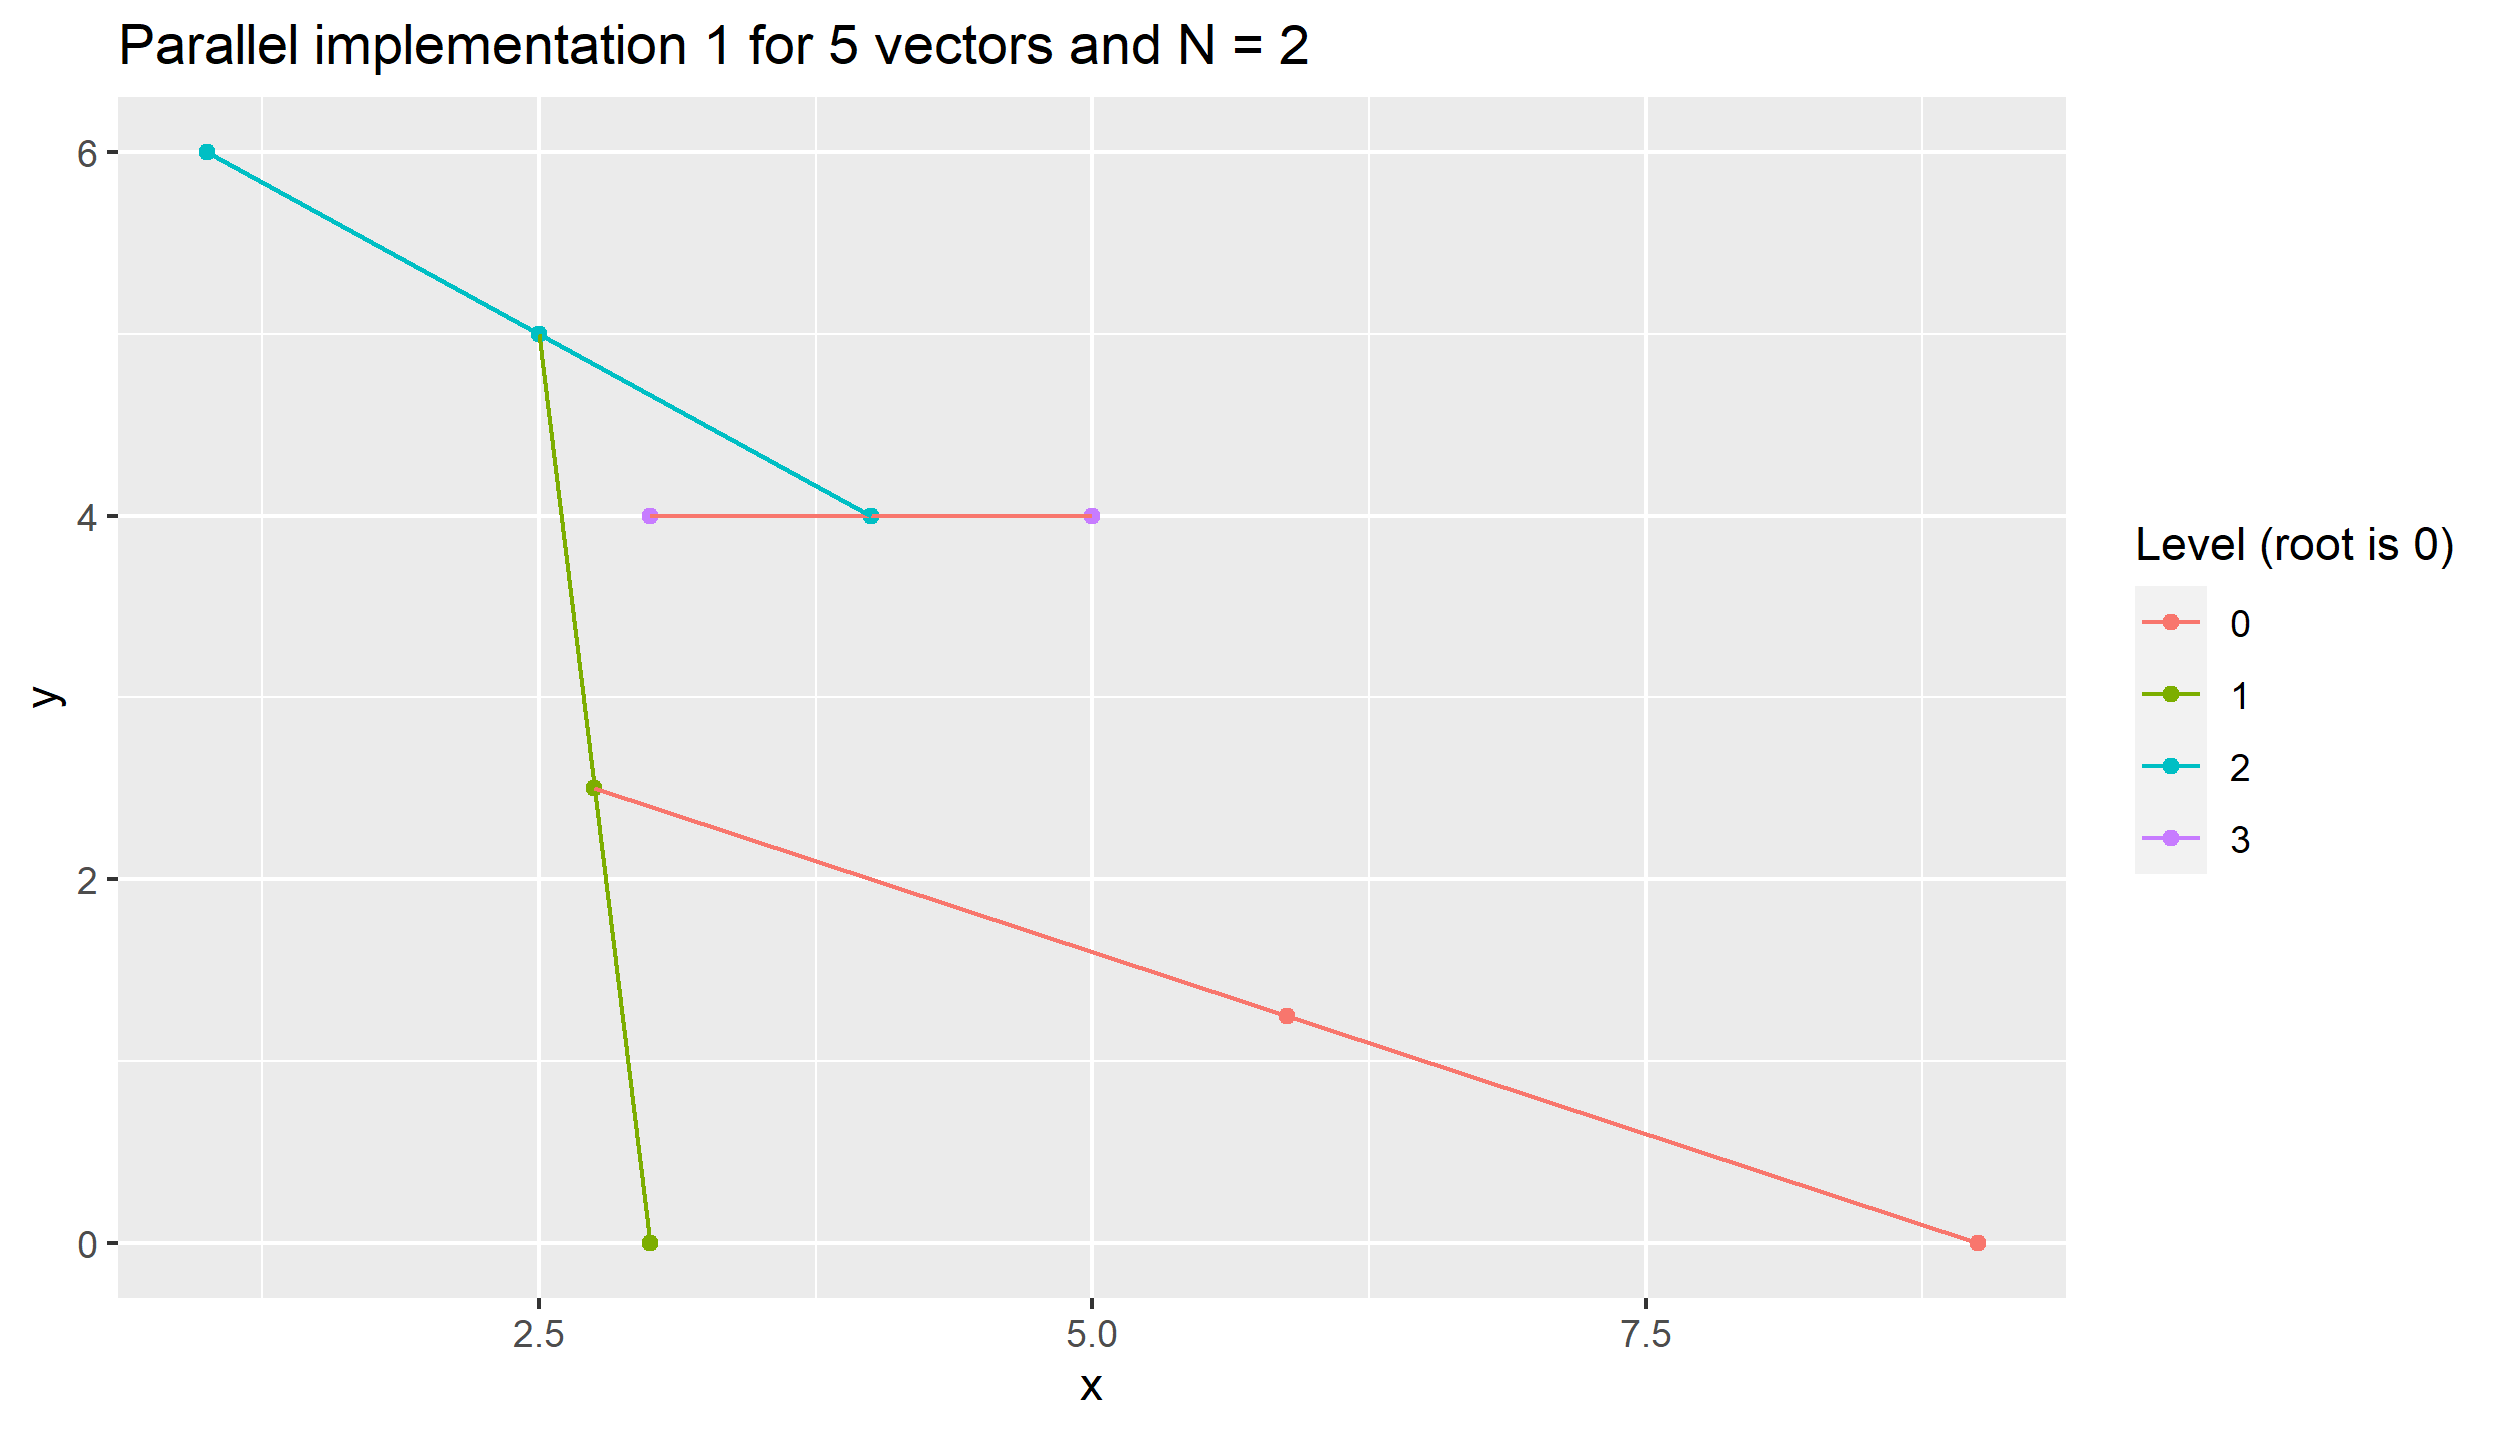 Parallel implementation 1 for 5 vectors and N = 2
6
4
2
0
y
2.5 5.0 7.5
x
Level (root is 0)
0
1
2
3